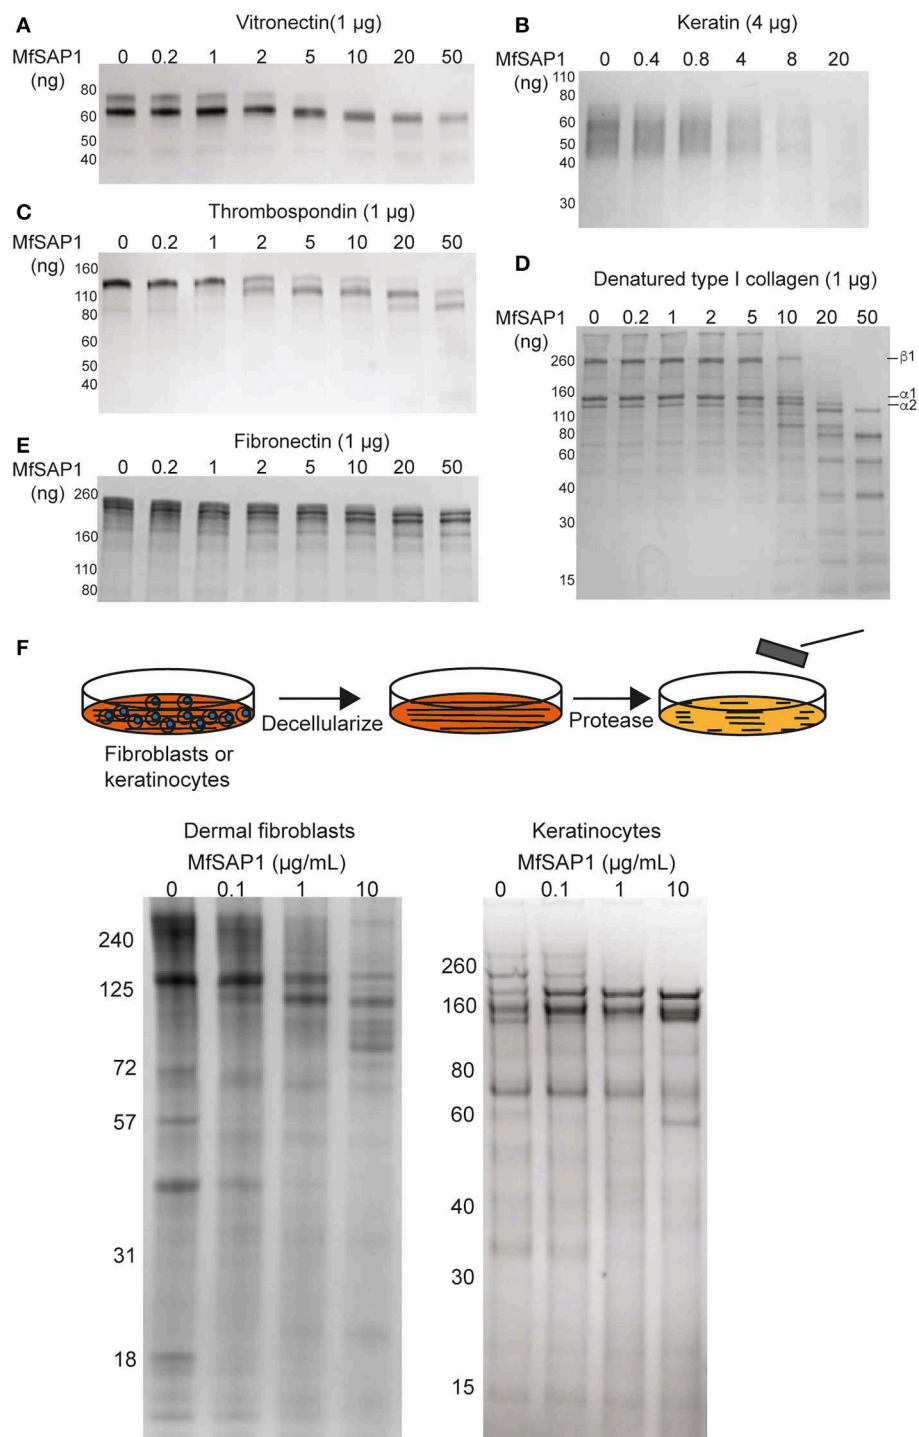 A
Vitronectin(1 µg)
MfSAP1 0 0.2 1 2 5 10 20 50
(ng)
80
60
50
40
B
Keratin (4 µg)
MfSAP1 0 0.4 0.8 4 8 20
(ng)
110
80
60
50
40
30
C
Thrombospondin (1 µg)
MfSAP1 0 0.2 1 2 5 10 20 50
(ng)
160
110
80
60
50
40
D
Denatured type I collagen (1 µg)
MfSAP1 0 0.2 1 2 5 10 20 50
(ng)
260
160
110
80
60
40
30
15
β1
α1
α2
E
Fibronectin (1 µg)
MfSAP1 0 0.2 1 2 5 10 20 50
(ng)
260
160
110
80
F
Decellularize
Protease
Fibroblasts or
keratinocytes
Dermal fibroblasts
MfSAP1 (µg/mL)
0 0.1 1 10
240
125
72
57
31
18
Keratinocytes
MfSAP1 (µg/mL)
0 0.1 1 10
260
160
80
60
40
30
15